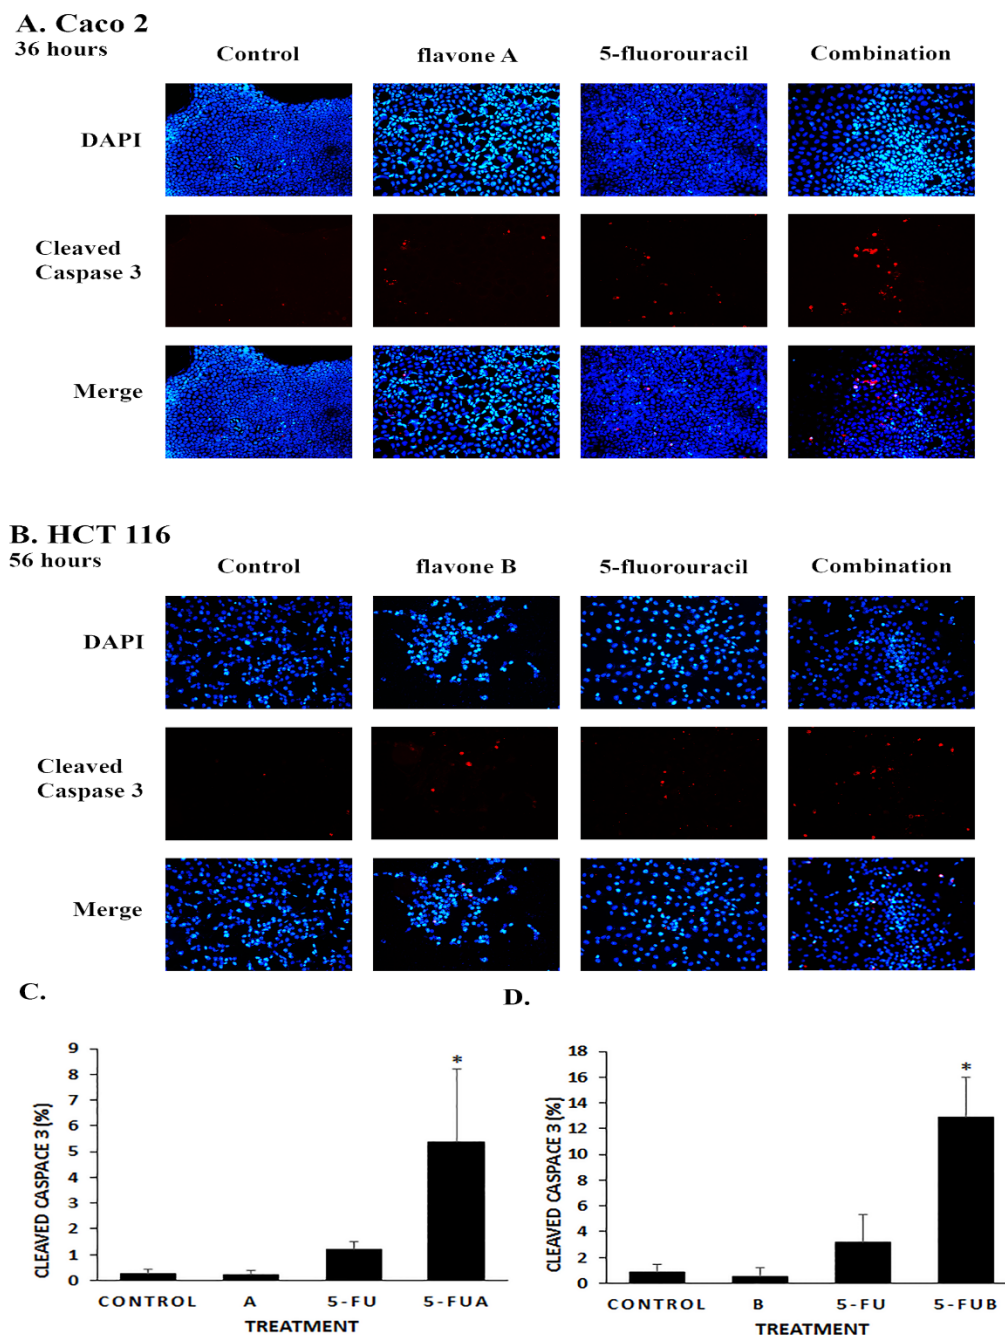 A. Caco 2
36 hours
Control flavone A 5-fluorouracil Combination
DAPI
Cleaved
Caspase 3
Merge
B. HCT 116
56 hours
Control flavone B 5-fluorouracil Combination
DAPI
Cleaved
Caspase 3
Merge
C.
CLEAVED CASPACE 3 (%)
9
8
7
6
5
4
3
2
1
0
*
CONTROL A 5-FU 5-FUA
TREATMENT
D.
CLEAVED CASPACE 3 (%)
18
16
14
12
10
8
6
4
2
0
*
CONTROL B 5-FU 5-FUB
TREATMENT